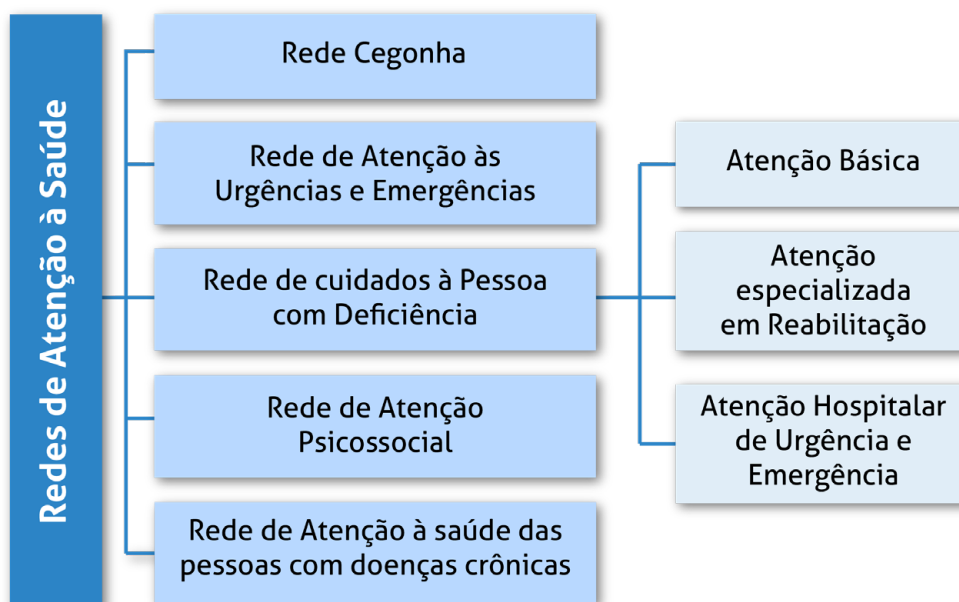 Redes de Atenção à Saúde
Rede Cegonha
Rede de Atenção às
Urgências e Emergências
Rede de cuidados à Pessoa
com Deficiência
Rede de Atenção
Psicossocial
Rede de Atenção à saúde das
pessoas com doenças crônicas
Atenção Básica
Atenção
especializada
em Reabilitação
Atenção Hospitalar
de Urgência e
Emergência